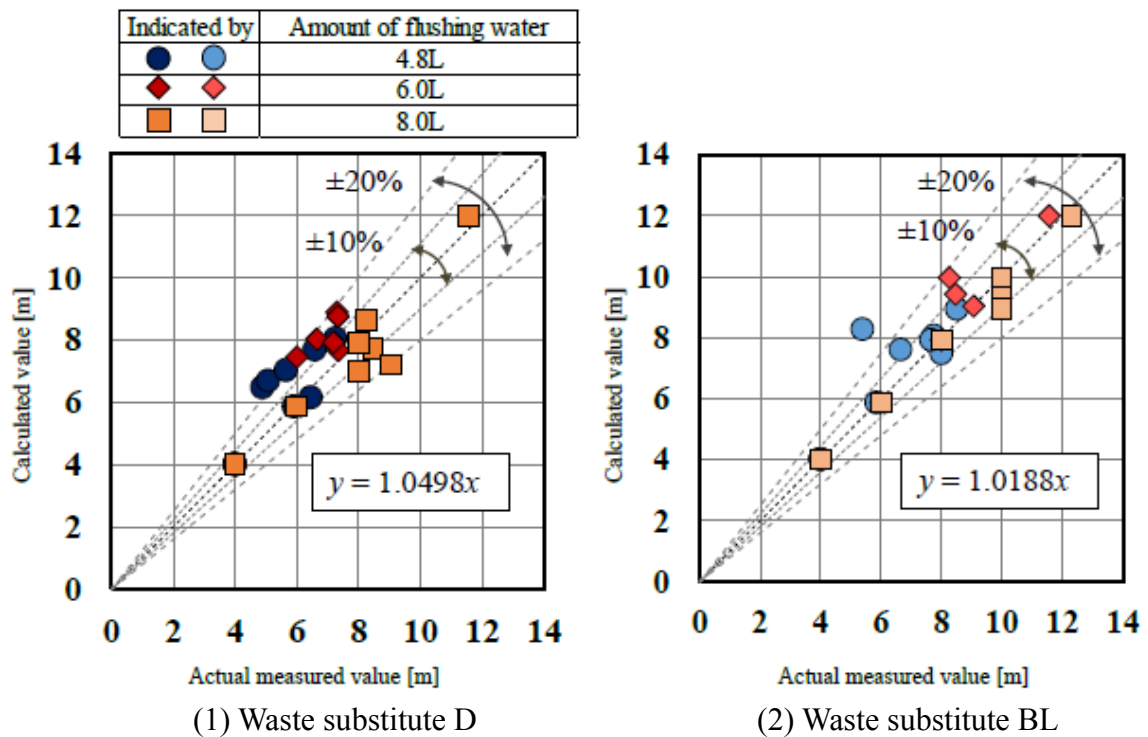 Indicated by Amount of flushing water
4.8L
6.0L
8.0L
14
12
10
8
6
4
2
0
0 2 4 6 8 10 12 14
Calculated value [m]
Actual measured value [m]
±20%
±10%
y = 1.0498x
(1) Waste substitute D
14
12
10
8
6
4
2
0
0 2 4 6 8 10 12 14
Calculated value [m]
Actual measured value [m]
±20%
±10%
y = 1.0188x
(2) Waste substitute BL